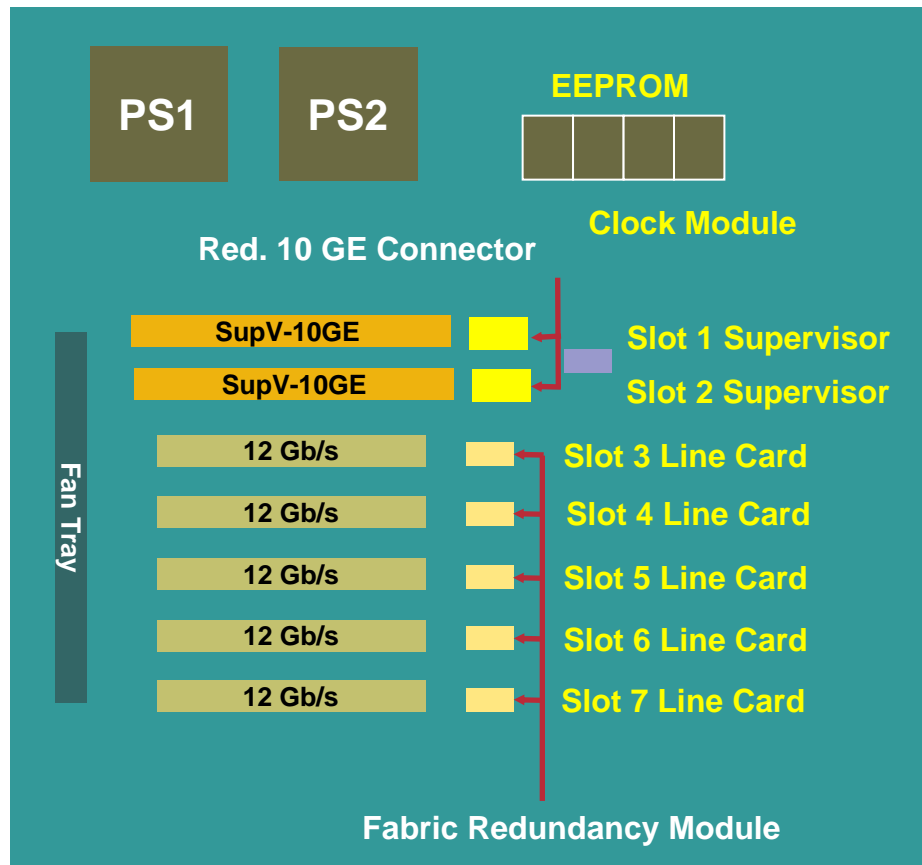 PS1
PS2
EEPROM
Clock Module
Red. 10 GE Connector
SupV-10GE
Slot 1 Supervisor
SupV-10GE
Slot 2 Supervisor
Fan Tray
12 Gb/s
Slot 3 Line Card
12 Gb/s
Slot 4 Line Card
12 Gb/s
Slot 5 Line Card
12 Gb/s
Slot 6 Line Card
12 Gb/s
Slot 7 Line Card
Fabric Redundancy Module